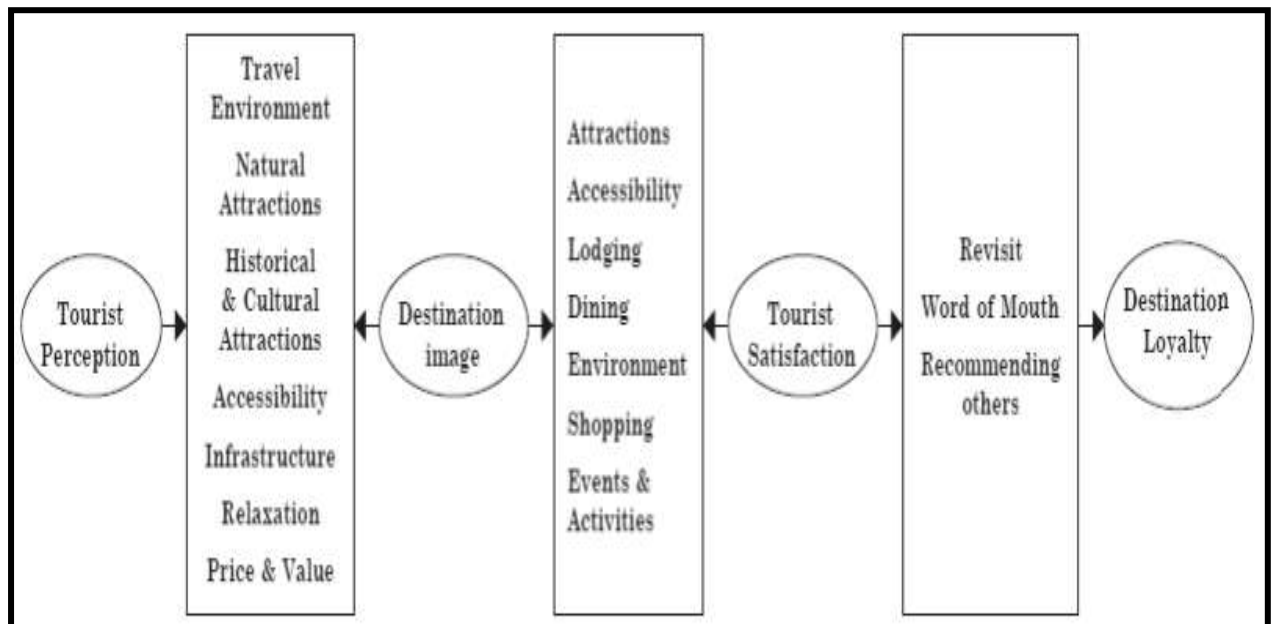 Tourist
Perception
Travel
Environment
Natural
Attractions
Historical
& Cultural
Attractions
Accessibility
Infrastructure
Relaxation
Price & Value
Destination
image
Attractions
Accessibility
Lodging
Dining
Environment
Shopping
Events &
Activities
Tourist
Satisfaction
Revisit
Word of Mouth
Recommending
others
Destination
Loyalty